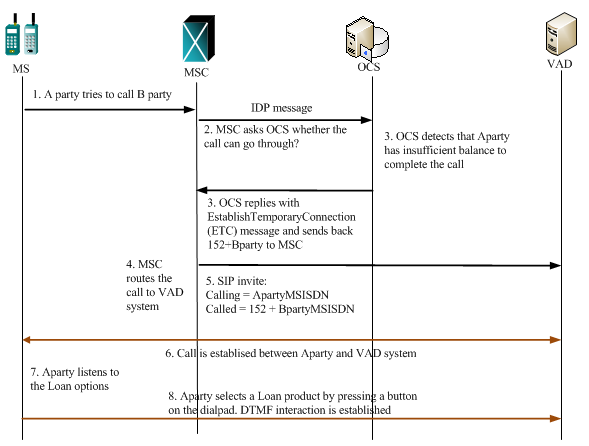 MS
MSC
OCS
VAD
1. A party tries to call B party
IDP message
2. MSC asks OCS whether the
call can go through?
3. OCS detects that Aparty
has insufficient balance to
complete the call
3. OCS replies with
EstablishTemporaryConnection
(ETC) message and sends back
152+Bparty to MSC
4. MSC
routes the
call to VAD
system
5. SIP invite:
Calling = ApartyMSISDN
Called = 152 + BpartyMSISDN
6. Call is establised between Aparty and VAD system
7. Aparty listens to
the Loan options
8. Aparty selects a Loan product by pressing a button
on the dialpad. DTMF interaction is established